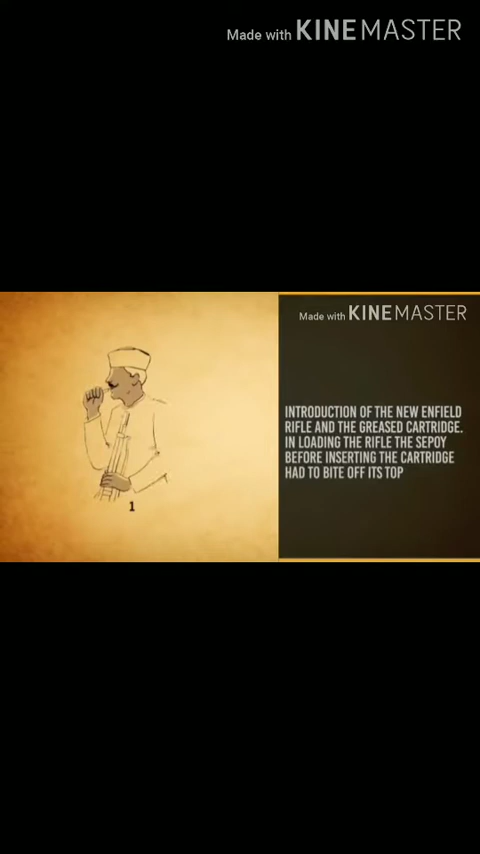 Made with KINEMASTER
Made with KINEMASTER
INTRODUCTION OF THE NEW ENFIELD
RIFLE AND THE GREASED CARTRIDGE.
IN LOADING THE RIFLE THE SEPOY
BEFORE INSERTING THE CARTRIDGE
HAD TO BITE OFF ITS TOP
1